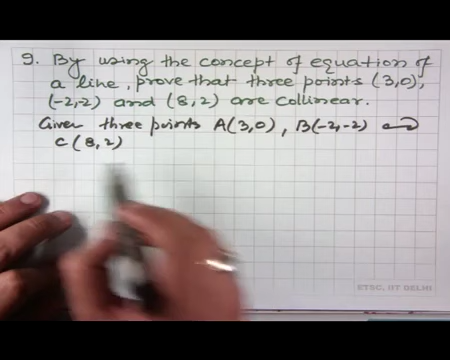 9. By using the concept of equation of
a line, prove that three points (3,0),
(-2,-2) and (8,2) are collinear.
Given three points A(3,0), B(-2,-2)
C(8,2)
ETSC, IIT DELHI